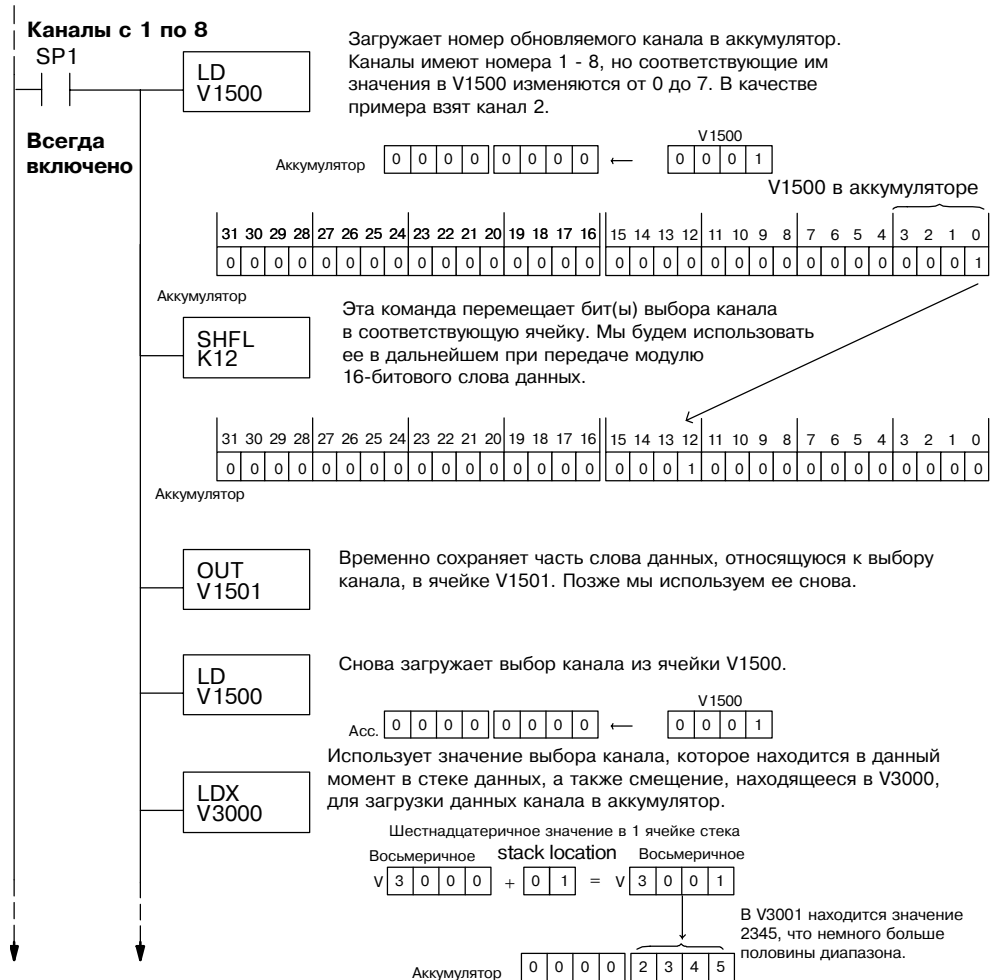 Каналы с 1 по 8
SP1
LD
V1500
Загружает номер обновляемого канала в аккумулятор.
Каналы имеют номера 1 - 8, но соответствующие им
значения в V1500 изменяются от 0 до 7. В качестве
примера взят канал 2.
Всегда
включено
V1500
Аккумулятор 0 0 0 0 0 0 0 0 ← 0 0 0 1
V1500 в аккумуляторе
31 30 29 28 27 26 25 24 23 22 21 20 19 18 17 16 15 14 13 12 11 10 9 8 7 6 5 4 3 2 1 0
0 0 0 0 0 0 0 0 0 0 0 0 0 0 0 0 0 0 0 0 0 0 0 0 0 0 0 0 0 0 0 1
Аккумулятор
SHFL
K12
Эта команда перемещает бит(ы) выбора канала
в соответствующую ячейку. Мы будем использовать
ее в дальнейшем при передаче модулю
16-битового слова данных.
31 30 29 28 27 26 25 24 23 22 21 20 19 18 17 16 15 14 13 12 11 10 9 8 7 6 5 4 3 2 1 0
0 0 0 0 0 0 0 0 0 0 0 0 0 0 0 0 0 0 0 1 0 0 0 0 0 0 0 0 0 0 0 0
Аккумулятор
OUT
V1501
Временно сохраняет часть слова данных, относящуюся к выбору
канала, в ячейке V1501. Позже мы используем ее снова.
LD
V1500
Снова загружает выбор канала из ячейки V1500.
V1500
Acc. 0 0 0 0 0 0 0 0 ← 0 0 0 1
LDX
V3000
Использует значение выбора канала, которое находится в данный
момент в стеке данных, а также смещение, находящееся в V3000,
для загрузки данных канала в аккумулятор.
Шестнадцатеричное значение в 1 ячейке стека
Восьмеричное stack location Восьмеричное
V 3 0 0 0 + 0 1 = V 3 0 0 1
В V3001 находится значение
2345, что немного больше
половины диапазона.
Аккумулятор 0 0 0 0 2 3 4 5